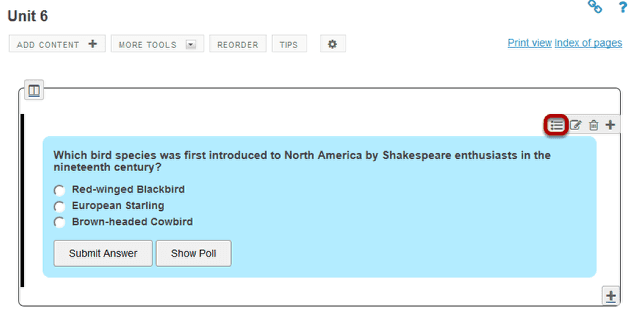 Unit 6
ADD CONTENT
MORE TOOLS
REORDER
TIPS
Print view Index of pages
Which bird species was first introduced to North America by Shakespeare enthusiasts in the
nineteenth century?
Red-winged Blackbird
European Starling
Brown-headed Cowbird
Submit Answer
Show Poll